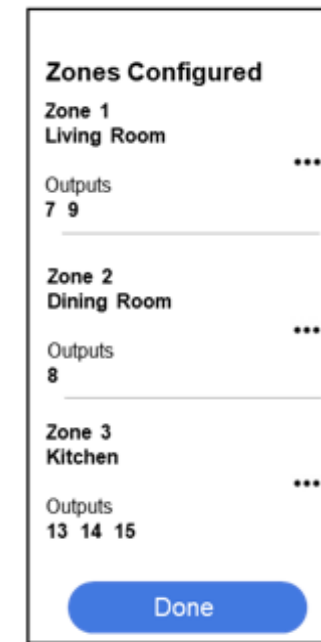 Zones Configured
Zone 1
Living Room
Outputs
7 9
Zone 2
Dining Room
Outputs
8
Zone 3
Kitchen
Outputs
13 14 15
Done